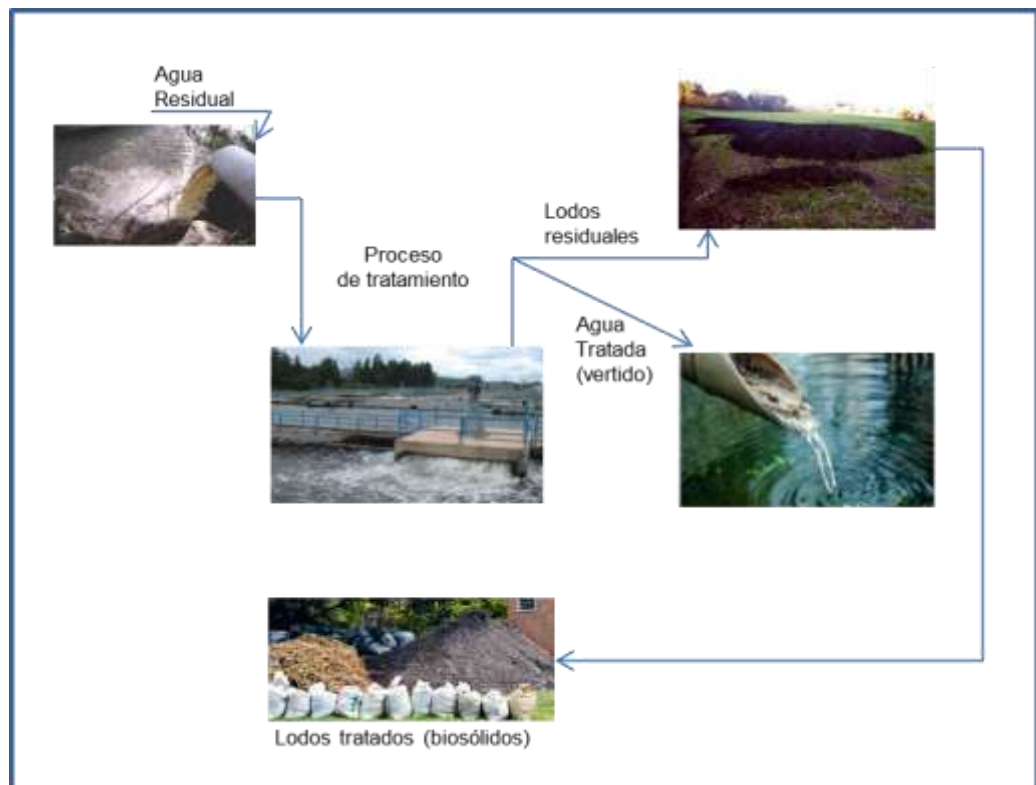 Agua
Residual
Proceso
de tratamiento
Lodos
residuales
Agua
Tratada
(vertido)
Lodos tratados (biosólidos)